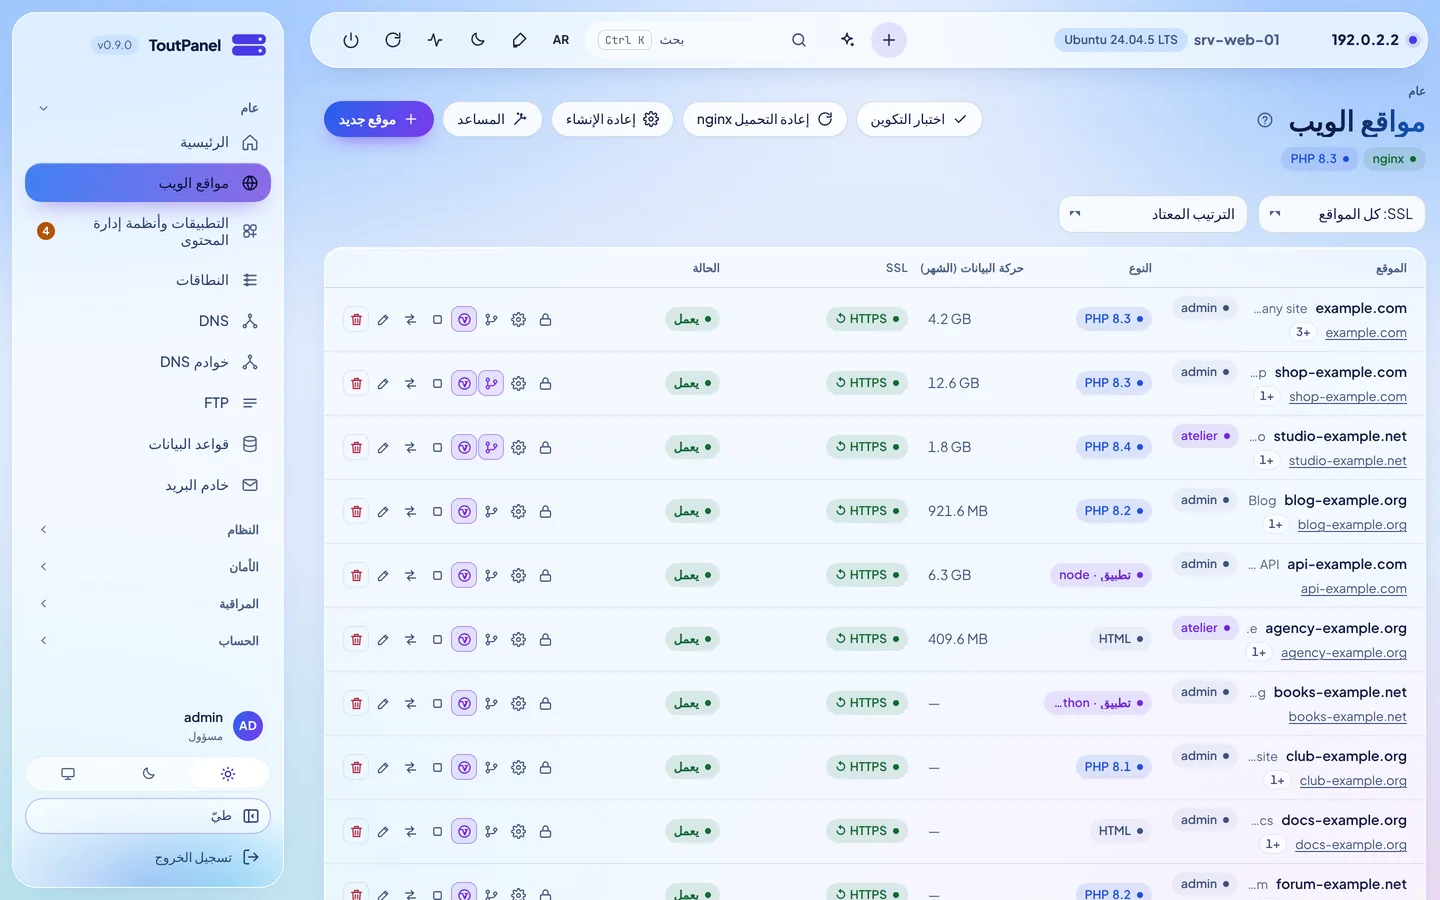 ToutPanel v0.9.0
عام
الرئيسية
مواقع الويب
التطبيقات وأنظمة إدارة
المحتوى
4
النطاقات
DNS
خوادم DNS
FTP
قواعد البيانات
خادم البريد
النظام
الأمان
المراقبة
الحساب
AD
admin
مسؤول
طيّ
تسجيل الخروج
192.0.2.2
srv-web-01 Ubuntu 24.04.5 LTS
بحث Ctrl K
AR
عام
مواقع الويب
nginx PHP 8.3
اختبار التكوين
إعادة التحميل nginx
إعادة الإنشاء
المساعد
موقع جديد
SSL: كل المواقع
الترتيب المعتاد
الموقع النوع حركة البيانات (الشهر) SSL الحالة
example.com any site... admin PHP 8.3 4.2 GB HTTPS يعمل
example.com 3+
shop-example.com p... admin PHP 8.3 12.6 GB HTTPS يعمل
shop-example.com 1+
studio-example.net o... atelier PHP 8.4 1.8 GB HTTPS يعمل
studio-example.net 1+
blog-example.org Blog admin PHP 8.2 921.6 MB HTTPS يعمل
blog-example.org 1+
api-example.com API ... admin تطبيق · node 6.3 GB HTTPS يعمل
api-example.com
agency-example.org e. atelier HTML 409.6 MB HTTPS يعمل
agency-example.org 1+
books-example.net g... admin تطبيق · thon... — HTTPS يعمل
books-example.net
club-example.org site... admin PHP 8.1 — HTTPS يعمل
club-example.org 1+
docs-example.org cs... admin HTML — HTTPS يعمل
docs-example.org 1+
forum-example.net m... admin PHP 8.2 — HTTPS يعمل